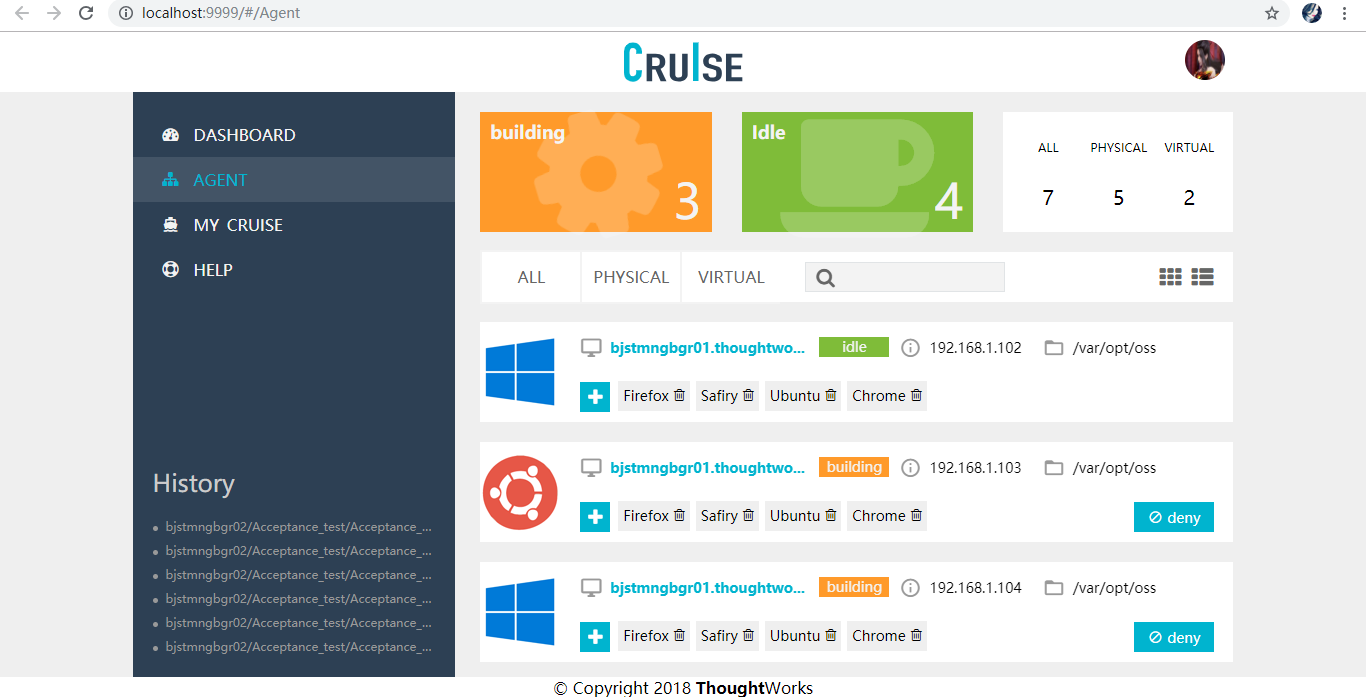 localhost:9999/#/Agent
CRUISE
DASHBOARD
AGENT
MY CRUISE
HELP
History
bjstmngbgr02/Acceptance_test/Acceptance_...
bjstmngbgr02/Acceptance_test/Acceptance_...
bjstmngbgr02/Acceptance_test/Acceptance_...
bjstmngbgr02/Acceptance_test/Acceptance_...
bjstmngbgr02/Acceptance_test/Acceptance_...
bjstmngbgr02/Acceptance_test/Acceptance_...
building
3
Idle
4
ALL PHYSICAL VIRTUAL
7 5 2
ALL PHYSICAL VIRTUAL
bjstmngbgr01.thoughtwo... idle 192.168.1.102 /var/opt/oss
Firefox Safiry Ubuntu Chrome
bjstmngbgr01.thoughtwo... building 192.168.1.103 /var/opt/oss
Firefox Safiry Ubuntu Chrome deny
bjstmngbgr01.thoughtwo... building 192.168.1.104 /var/opt/oss
Firefox Safiry Ubuntu Chrome deny
© Copyright 2018 ThoughtWorks